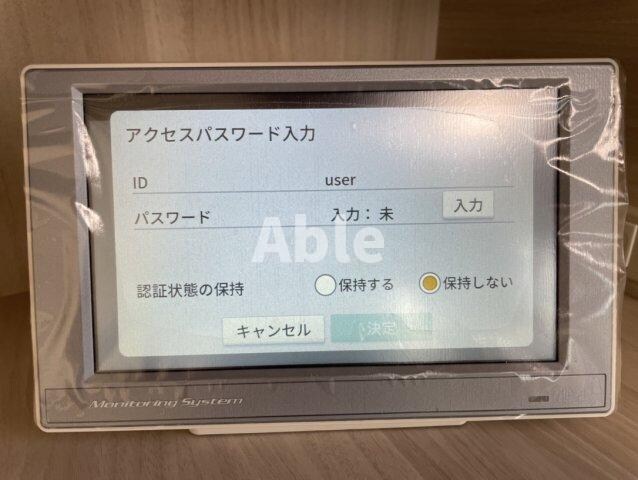 アクセスパスワード入力
ID user
パスワード 入力：未 入力
Able
認証状態の保持 保持する 保持しない
キャンセル 決定
Monitoring System